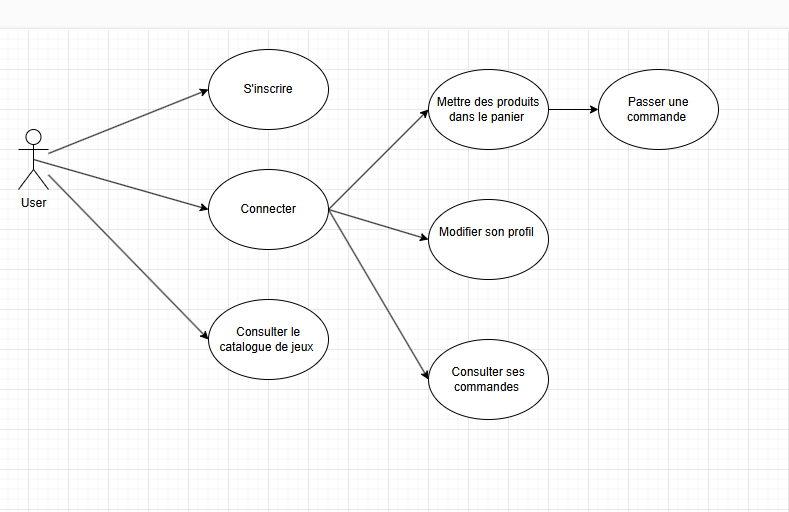 S'inscrire
Mettre des produits
dans le panier
Passer une
commande
User
Connecter
Modifier son profil
Consulter le
catalogue de jeux
Consulter ses
commandes